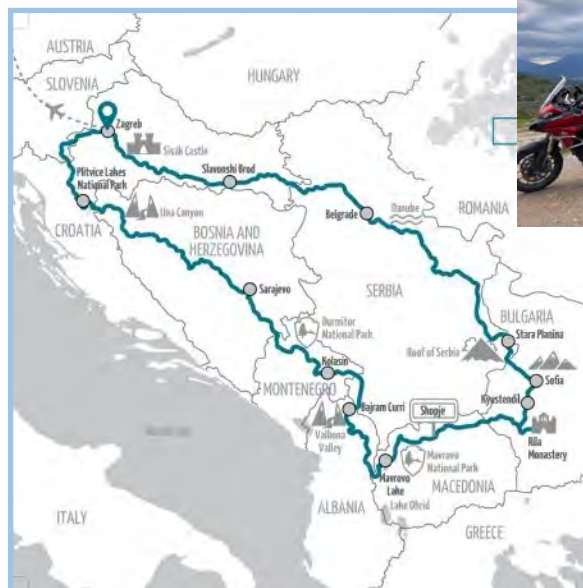 AUSTRIA
HUNGARY
SLOVENIA
Zagreb
Sisak Castle
Plitvice Lakes
National Park
Slavonshi Brod
Una Canyon
Belgrade
Danube
ROMANIA
CROATIA
BOSNIA AND
HERZEGOVINA
Sarajevo
SERBIA
BULGARIA
Durmitor
National Park
Stara Planina
Roof of Serbia
Kolasin
Sofia
MONTENEGRO
Kjystendil
Bajram Curri
Skopje
Valbona
Valley
Rila
Monastery
Mavrovo
National Park
Mavrovo
Lake
MACEDONIA
Lake Ohrid
ITALY
ALBANIA
GREECE